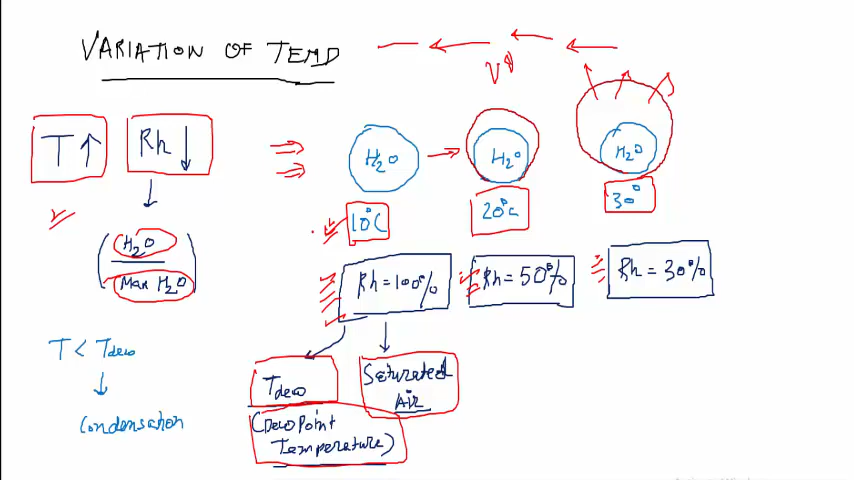 VARIATION OF TEMP
T↑ Rh↓
H₂O H₂O H₂O
10°C 20°C 30°
H₂O
Max H₂O
Rh = 100% Rh = 50% Rh = 30%
T < Tdew
Tdew Saturated
Air
Condensation
(Dew Point
Temperature)